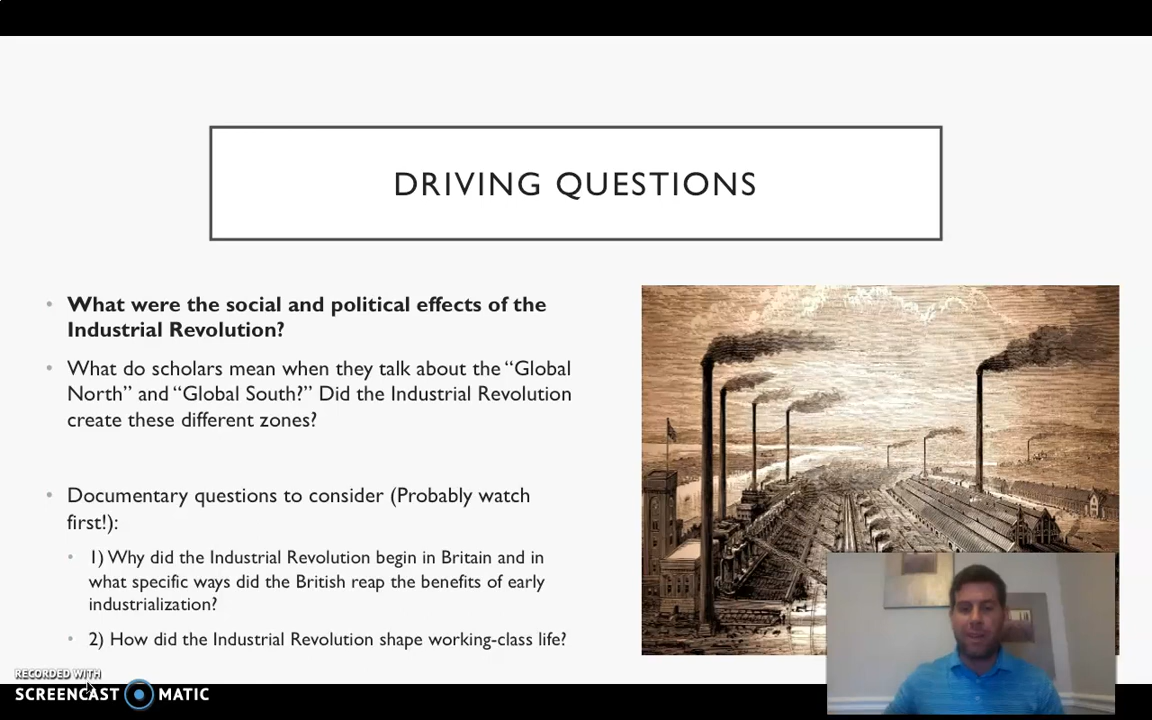 DRIVING QUESTIONS
• What were the social and political effects of the
Industrial Revolution?
• What do scholars mean when they talk about the “Global
North” and “Global South?” Did the Industrial Revolution
create these different zones?
• Documentary questions to consider (Probably watch
first!):
• 1) Why did the Industrial Revolution begin in Britain and in
what specific ways did the British reap the benefits of early
industrialization?
• 2) How did the Industrial Revolution shape working-class life?
RECORDED WITH
SCREENCAST MATIC